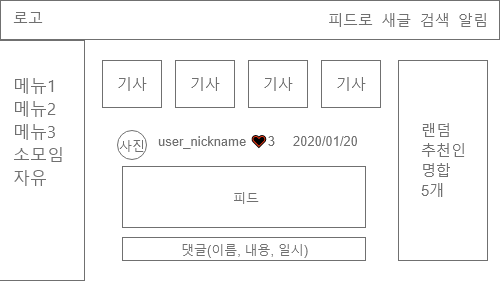 로고
피드로 새글 검색 알림
메뉴1
메뉴2
메뉴3
소모임
자유
기사 기사 기사 기사
사진 user_nickname 3 2020/01/20
피드
댓글(이름, 내용, 일시)
랜덤
추천인
명합
5개